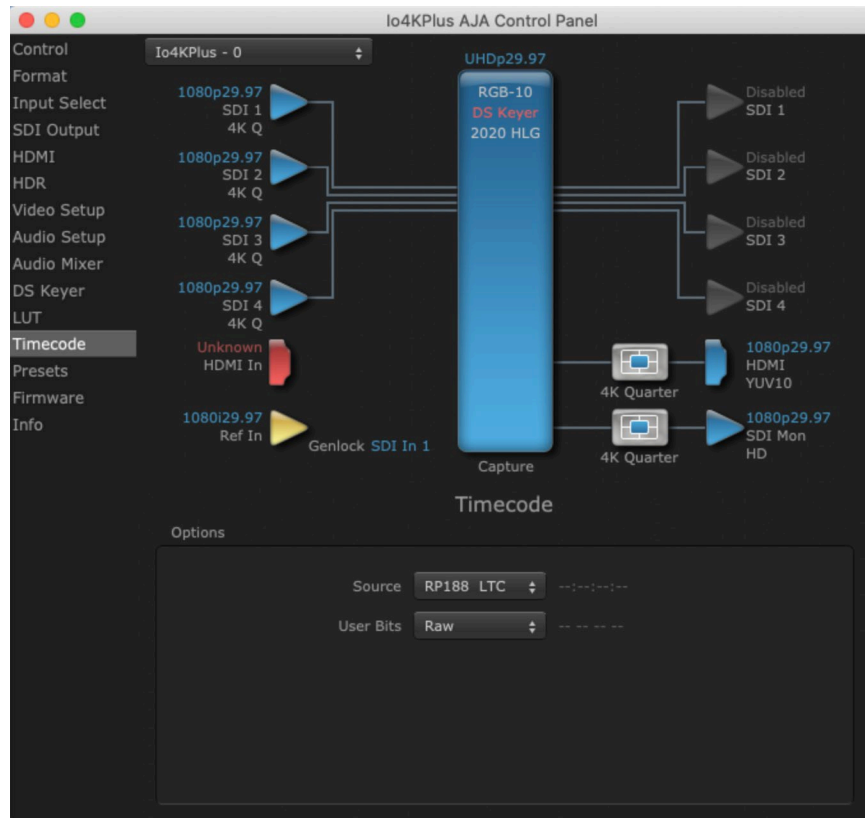 Io4KPlus AJA Control Panel
Control
Format
Input Select
SDI Output
HDMI
HDR
Video Setup
Audio Setup
Audio Mixer
DS Keyer
LUT
Timecode
Presets
Firmware
Info
Io4KPlus - 0
UHDp29.97
RGB-10
DS Keyer
2020 HLG
1080p29.97
SDI 1
4K Q
1080p29.97
SDI 2
4K Q
1080p29.97
SDI 3
4K Q
1080p29.97
SDI 4
4K Q
Unknown
HDMI In
1080i29.97
Ref In
Genlock SDI In 1
Capture
Disabled
SDI 1
Disabled
SDI 2
Disabled
SDI 3
Disabled
SDI 4
4K Quarter
1080p29.97
HDMI
YUV10
4K Quarter
1080p29.97
SDI Mon
HD
Timecode
Options
Source RP188 LTC --:--:--:--
User Bits Raw -- -- -- --